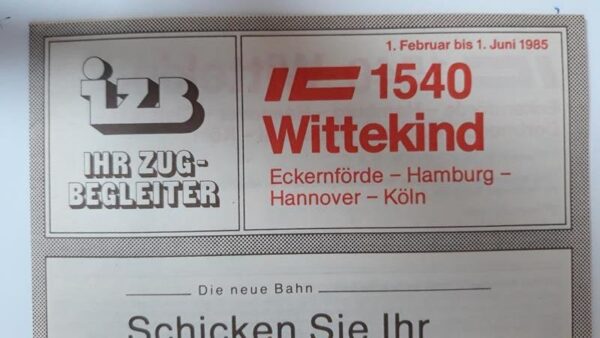 izb
IHR ZUG-
BEGLEITER
1. Februar bis 1. Juni 1985
IC 1540
Wittekind
Eckernförde – Hamburg –
Hannover – Köln
Die neue Bahn
Schicken Sie Ihr